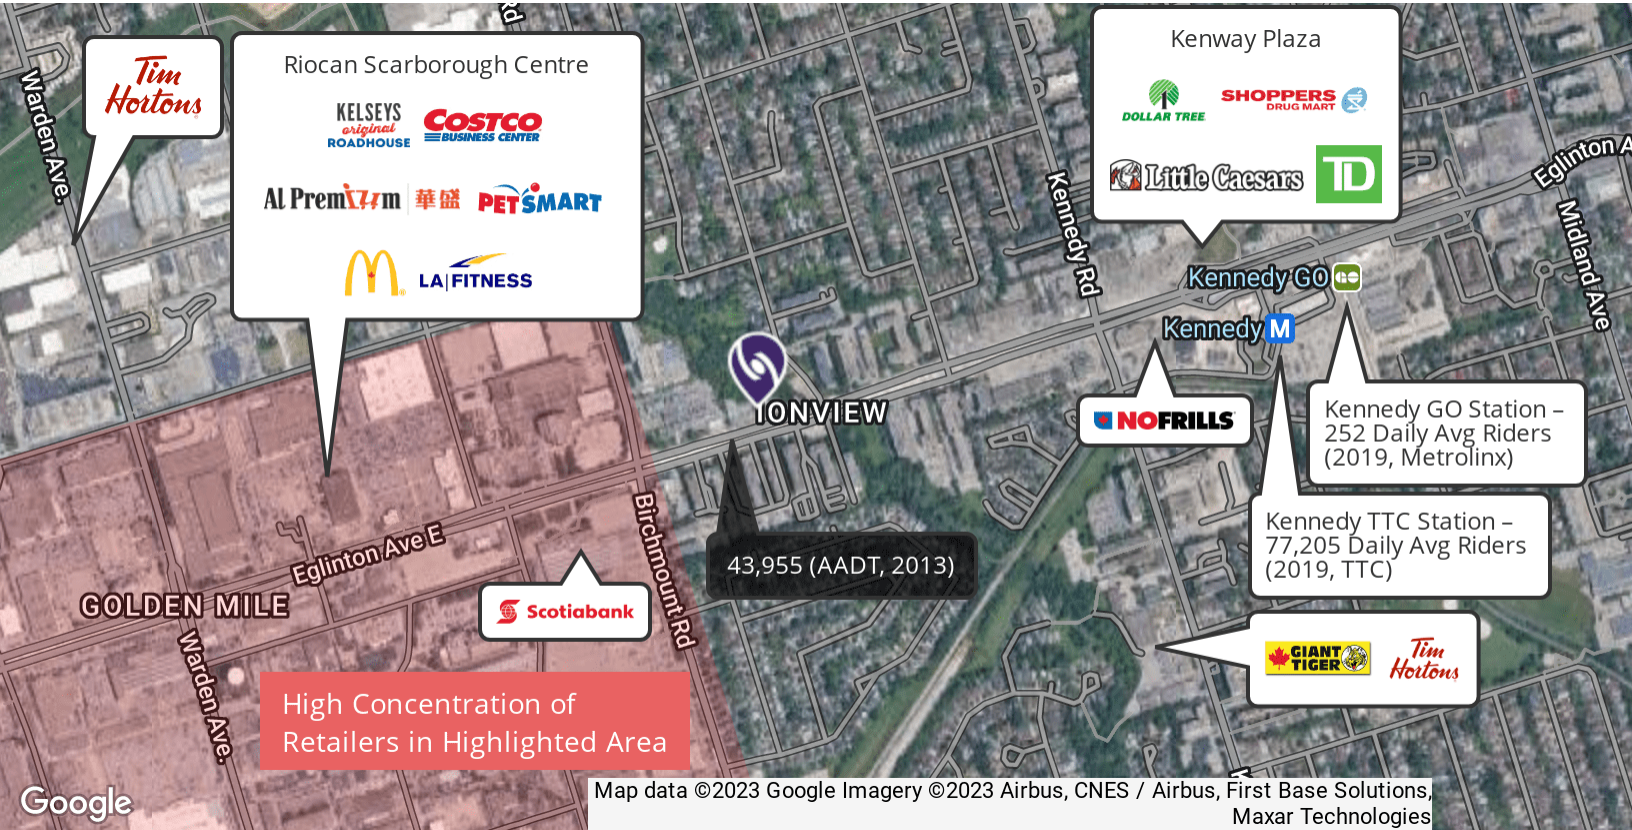 Rd
Warden Ave.
Tim
Hortons
Riocan Scarborough Centre
KELSEYS
original
ROADHOUSE
COSTCO
BUSINESS CENTER
Al Premium 華盛
PETSMART
LA|FITNESS
Kenway Plaza
DOLLAR TREE
SHOPPERS
DRUG MART
Little Caesars
TD
Eglinton A
Kennedy Rd
Midland Ave
Kennedy GO
GO
Kennedy M
IONVIEW
NOFRILLS
Kennedy GO Station –
252 Daily Avg Riders
(2019, Metrolinx)
Kennedy TTC Station –
77,205 Daily Avg Riders
(2019, TTC)
Eglinton Ave E
Birchmount Rd
43,955 (AADT, 2013)
GOLDEN MILE
Scotiabank
Warden Ave.
GIANT
TIGER
Tim
Hortons
High Concentration of
Retailers in Highlighted Area
Google
Map data ©2023 Google Imagery ©2023 Airbus, CNES / Airbus, First Base Solutions,
Maxar Technologies